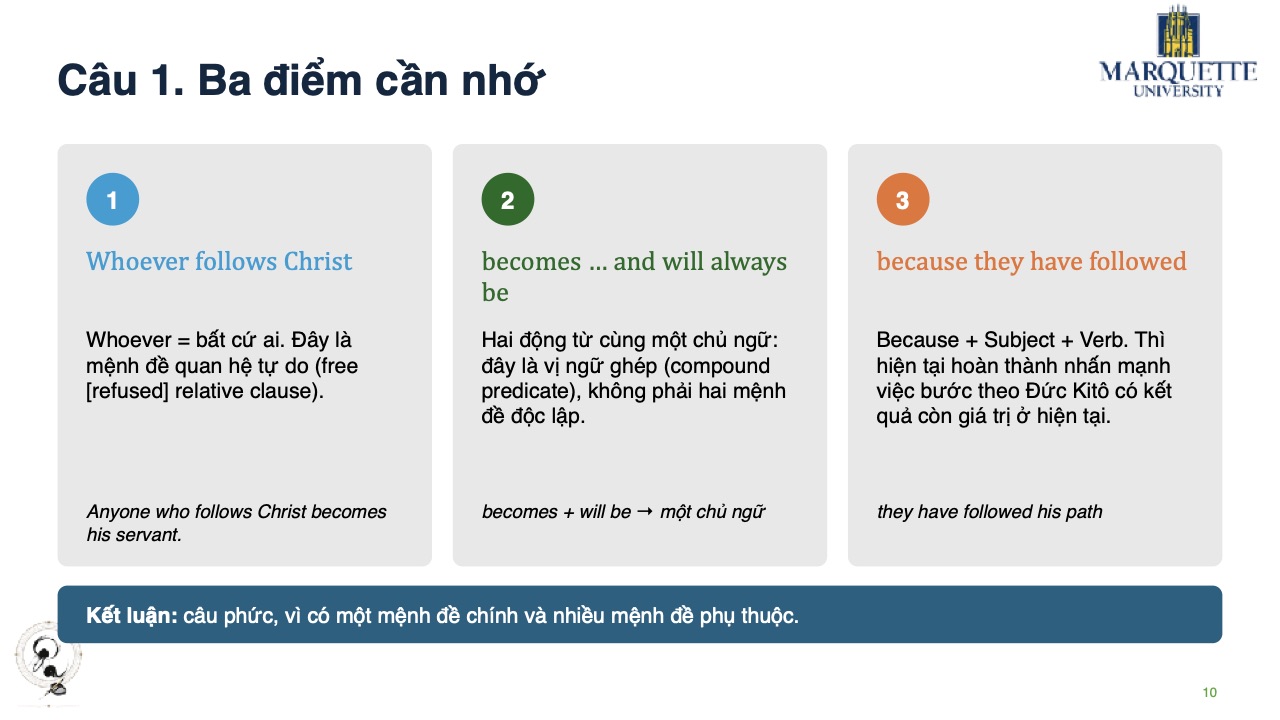 Câu 1. Ba điểm cần nhớ
MARQUETTE
UNIVERSITY
1
Whoever follows Christ
Whoever = bất cứ ai. Đây là
mệnh đề quan hệ tự do (free
[refused] relative clause).
Anyone who follows Christ becomes
his servant.
2
becomes … and will always
be
Hai động từ cùng một chủ ngữ:
đây là vị ngữ ghép (compound
predicate), không phải hai mệnh
đề độc lập.
becomes + will be → một chủ ngữ
3
because they have followed
Because + Subject + Verb. Thì
hiện tại hoàn thành nhấn mạnh
việc bước theo Đức Kitô có kết
quả còn giá trị ở hiện tại.
they have followed his path
Kết luận: câu phức, vì có một mệnh đề chính và nhiều mệnh đề phụ thuộc.
10